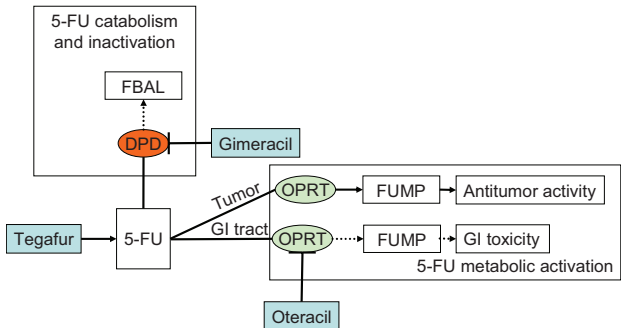 5-FU catabolism
and inactivation
FBAL
DPD
Gimeracil
Tumor
OPRT
FUMP
Antitumor activity
Tegafur
5-FU
GI tract
OPRT
FUMP
GI toxicity
5-FU metabolic activation
Oteracil